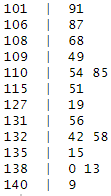 101 | 91
106 | 87
108 | 68
109 | 49
110 | 54 85
115 | 51
127 | 19
131 | 56
132 | 42 58
135 | 15
138 | 0 13
140 | 9